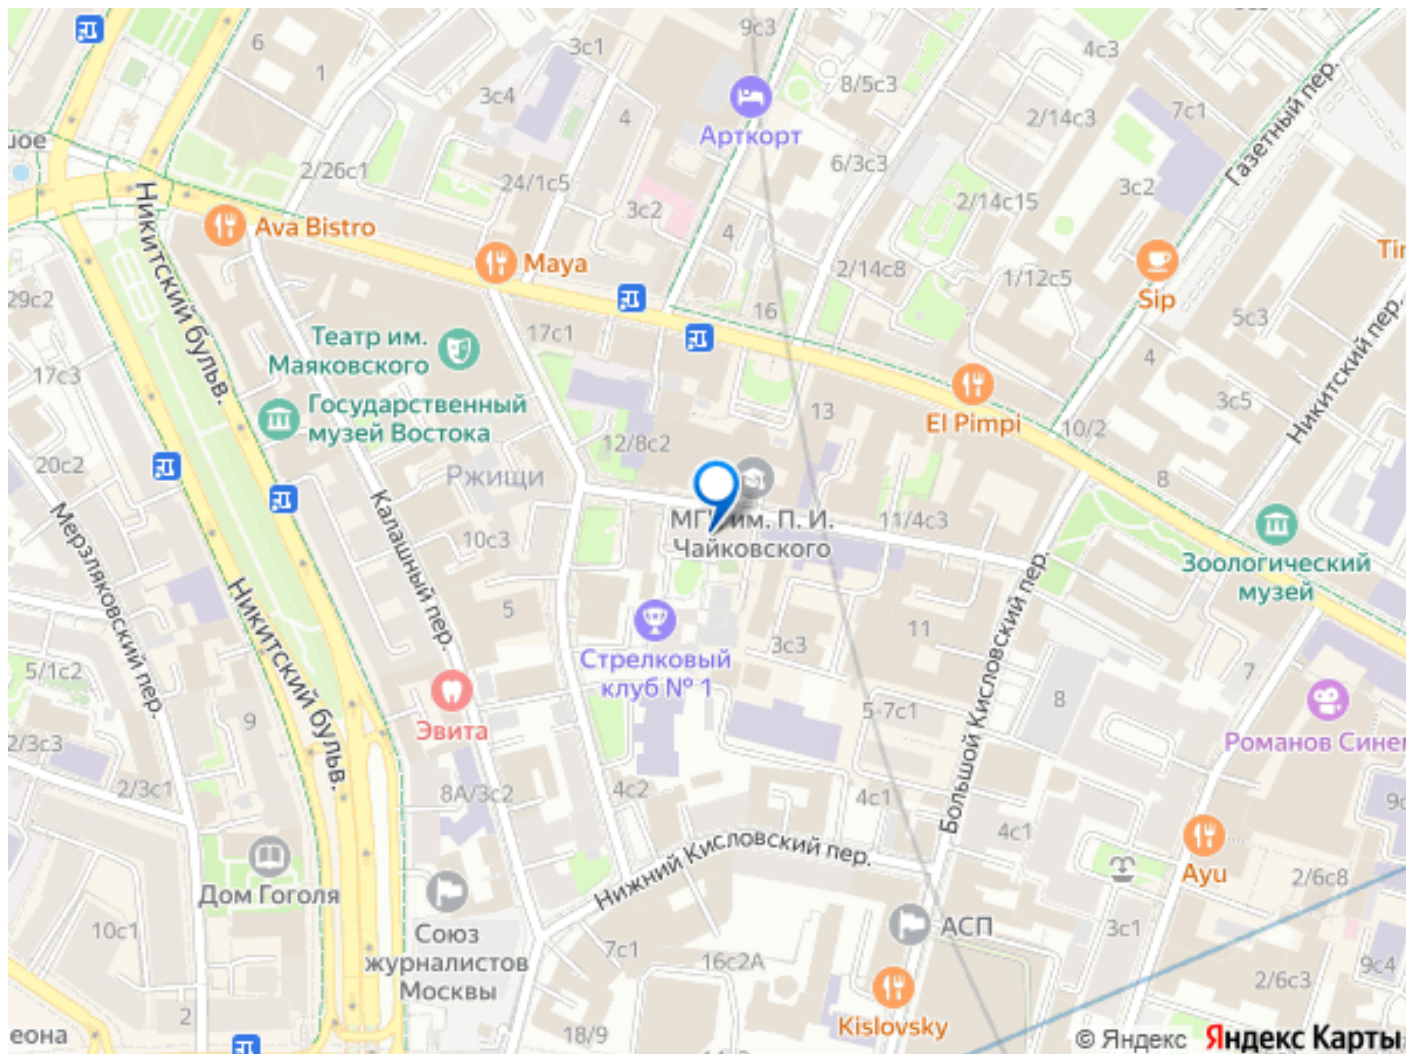 9с3
6
3с1
4с3
1
8/5с3
3с4
4
7с1
Арткорт
2/14с3
Газетный пер.
2/26с1
24/1с5
6/3с3
3с2
Никитский бульв.
3с2
2/14с15
Ava Bistro
4
Maya
2/14с8
1/12с5
Sip
29с2
16
5с3
Никитский пер.
Театр им.
Маяковского
17с1
4
17с3
Государственный
музей Востока
13
El Pimpi
3с5
10/2
12/8с2
20с2
Ржищи
8
Мерзляковский пер.
Калашный пер.
10с3
им. П. И.
Чайковского
11/4с3
Зоологический
музей
Никитский бульв.
5
Большой Кисловский пер.
11
3с3
Стрелковый
клуб № 1
5/1с2
7
8
9
Эвита
5-7с1
Романов Синем
2/3с3
2/1с3
8А/3с2
4с2
4с1
4с1
Нижний Кисловский пер.
Ayu
2/6с8
Дом Гоголя
10с1
Союз
журналистов
Москвы
АСП
3с1
7с1
16с2А
2/6с3
9с4
2
Kislovsky
18/9
еона
© Яндекс Яндекс Карты